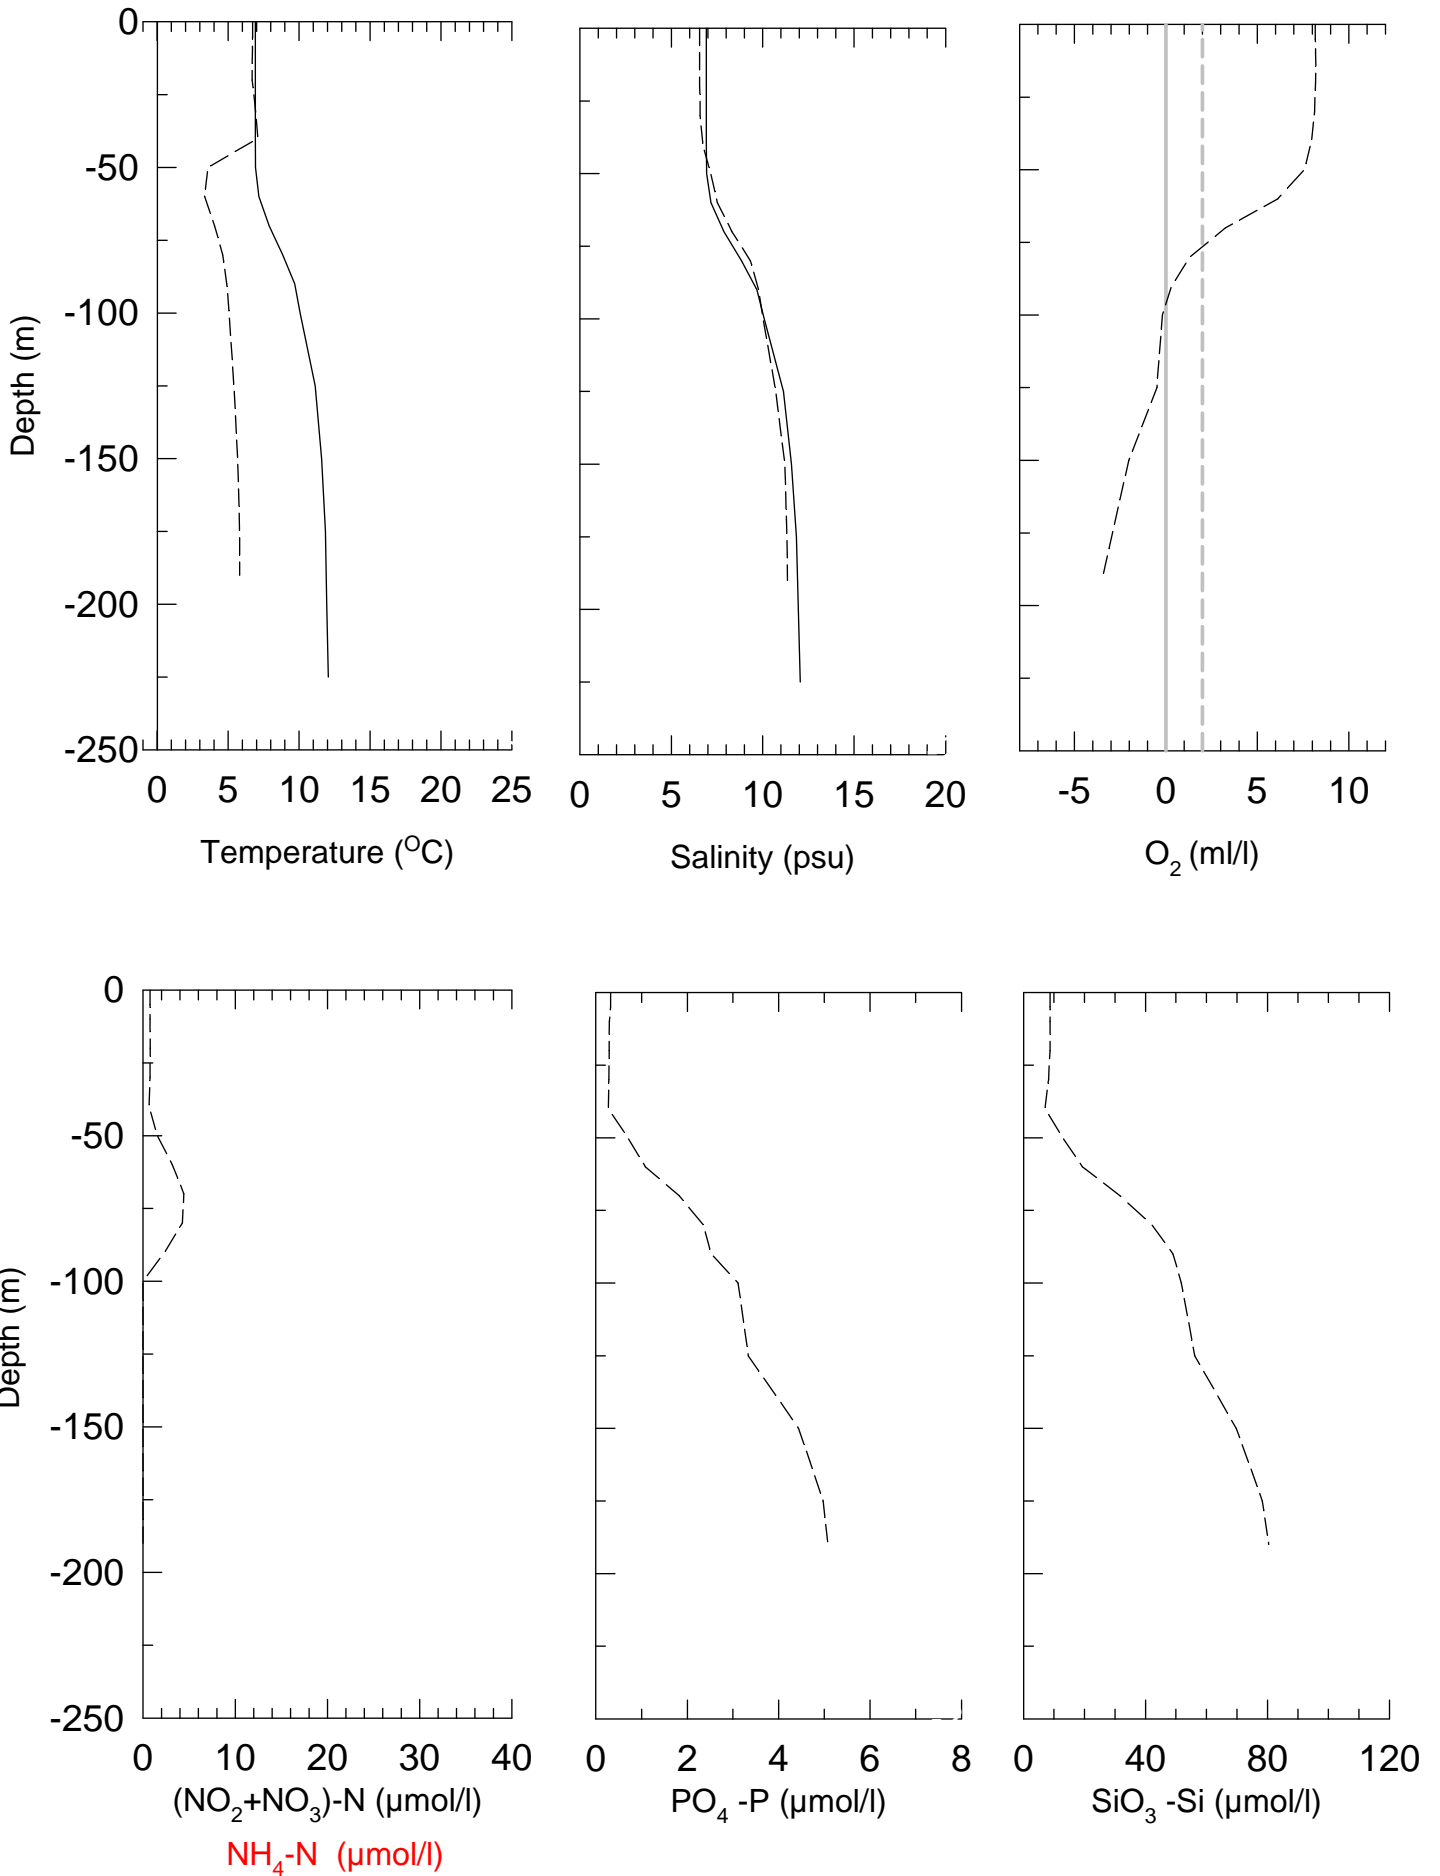 0
-50
-100
-150
-200
-250
Depth (m)
0 5 10 15 20 25
Temperature (OC)
0 5 10 15 20
Salinity (psu)
-5 0 5 10
O2 (ml/l)
0
-50
-100
-150
-200
-250
Depth (m)
0 10 20 30 40
(NO2+NO3)-N (µmol/l)
NH4-N (µmol/l)
0 2 4 6 8
PO4 -P (µmol/l)
0 40 80 120
SiO3 -Si (µmol/l)